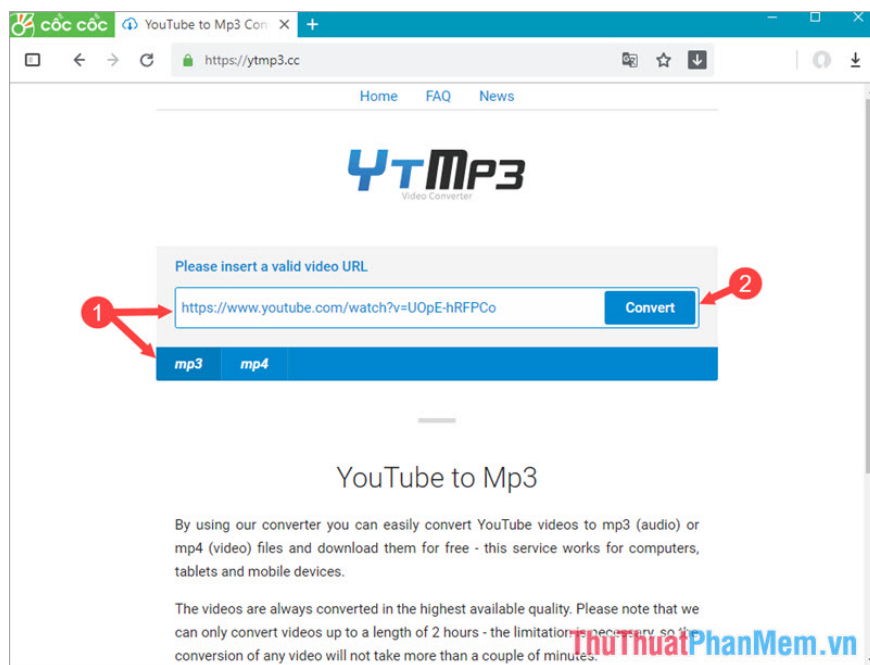 cốc cốc
YouTube to Mp3 Con
https://ytmp3.cc
Home FAQ News
YTMP3
Video Converter
Please insert a valid video URL
1
https://www.youtube.com/watch?v=UOpE-hRFPCo
Convert
2
mp3 mp4
YouTube to Mp3
By using our converter you can easily convert YouTube videos to mp3 (audio) or
mp4 (video) files and download them for free - this service works for computers,
tablets and mobile devices.
The videos are always converted in the highest available quality. Please note that we
can only convert videos up to a length of 2 hours - the limitation is necessary, so the
conversion of any video will not take more than a couple of minutes.
ThuThuatPhanMem.vn